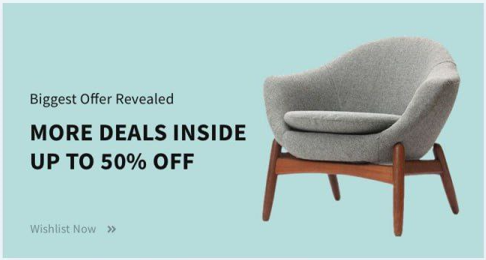 Biggest Offer Revealed
MORE DEALS INSIDE
UP TO 50% OFF
Wishlist Now »